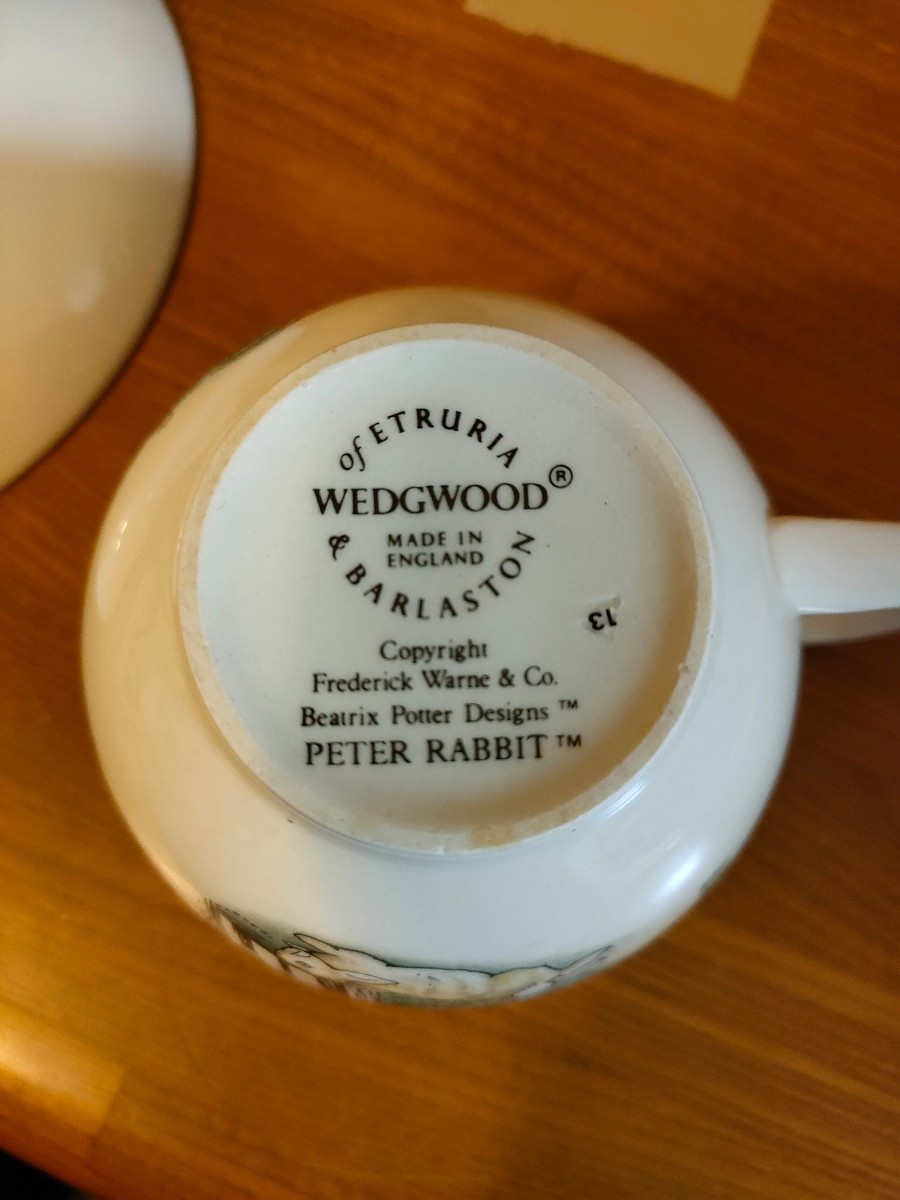 of ETRURIA
WEDGWOOD®
MADE IN
ENGLAND
& BARLASTON
13
Copyright
Frederick Warne & Co.
Beatrix Potter Designs ™
PETER RABBIT ™